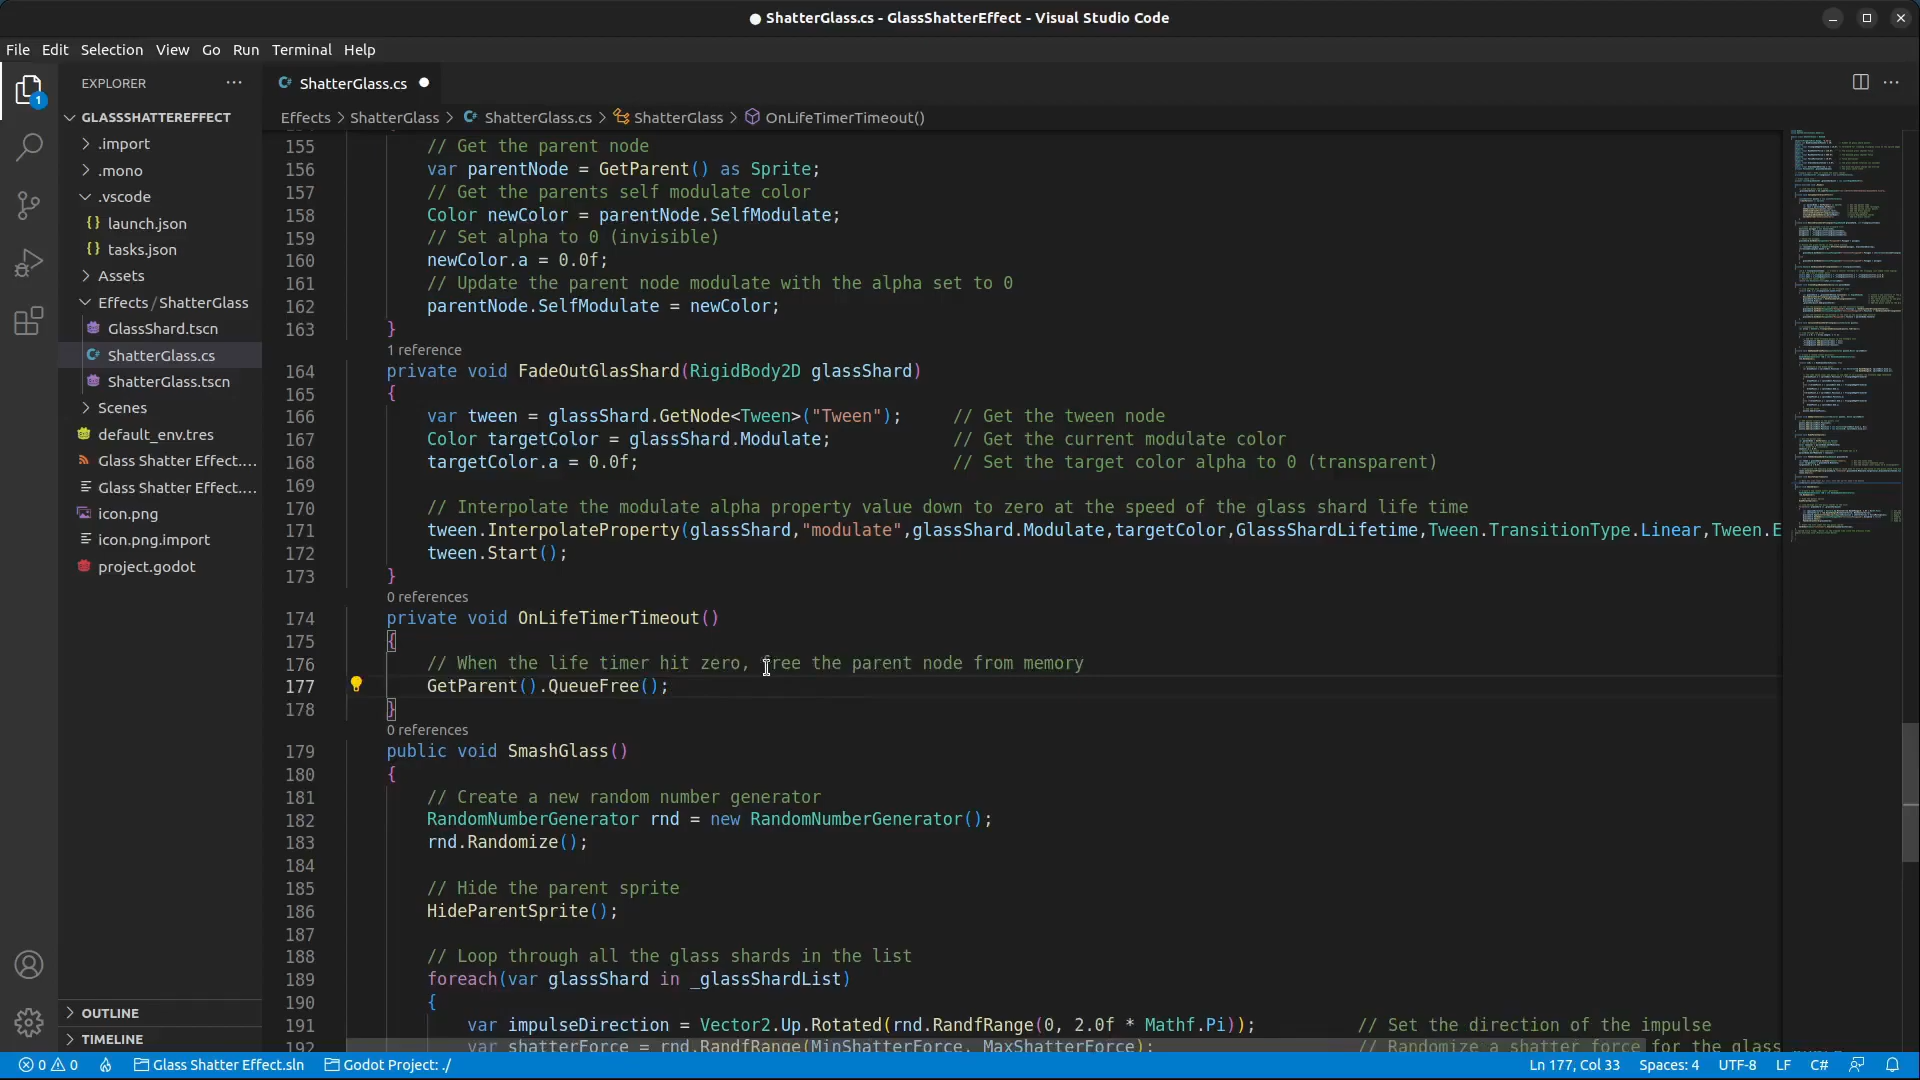 ShatterGlass.cs - GlassShatterEffect - Visual Studio Code
File Edit Selection View Go Run Terminal Help
1
EXPLORER
GLASSSHATTEREFFECT
.import
.mono
.vscode
launch.json
tasks.json
Assets
Effects / ShatterGlass
GlassShard.tscn
ShatterGlass.cs
ShatterGlass.tscn
Scenes
default_env.tres
Glass Shatter Effect....
Glass Shatter Effect....
icon.png
icon.png.import
project.godot
OUTLINE
TIMELINE
ShatterGlass.cs
Effects > ShatterGlass > ShatterGlass.cs > ShatterGlass > OnLifeTimerTimeout()
155 // Get the parent node
156 var parentNode = GetParent() as Sprite;
157 // Get the parents self modulate color
158 Color newColor = parentNode.SelfModulate;
159 // Set alpha to 0 (invisible)
160 newColor.a = 0.0f;
161 // Update the parent node modulate with the alpha set to 0
162 parentNode.SelfModulate = newColor;
163 }
1 reference
164 private void FadeOutGlasShard(RigidBody2D glassShard)
165 {
166 var tween = glassShard.GetNode<Tween>("Tween"); // Get the tween node
167 Color targetColor = glassShard.Modulate; // Get the current modulate color
168 targetColor.a = 0.0f; // Set the target color alpha to 0 (transparent)
169
170 // Interpolate the modulate alpha property value down to zero at the speed of the glass shard life time
171 tween.InterpolateProperty(glassShard,"modulate",glassShard.Modulate,targetColor,GlassShardLifetime,Tween.TransitionType.Linear,Tween.E
172 tween.Start();
173 }
0 references
174 private void OnLifeTimerTimeout()
175 {
176 // When the life timer hit zero, free the parent node from memory
177 GetParent().QueueFree();
178 }
0 references
179 public void SmashGlass()
180 {
181 // Create a new random number generator
182 RandomNumberGenerator rnd = new RandomNumberGenerator();
183 rnd.Randomize();
184
185 // Hide the parent sprite
186 HideParentSprite();
187
188 // Loop through all the glass shards in the list
189 foreach(var glassShard in _glassShardList)
190 {
191 var impulseDirection = Vector2.Up.Rotated(rnd.RandfRange(0, 2.0f * Mathf.Pi)); // Set the direction of the impulse
192 var shatterForce = rnd.RandfRange(MinShatterForce, MaxShatterForce); // Randomize a shatter force for the glass
0 0 Glass Shatter Effect.sln Godot Project: ./ Ln 177, Col 33 Spaces: 4 UTF-8 LF C#